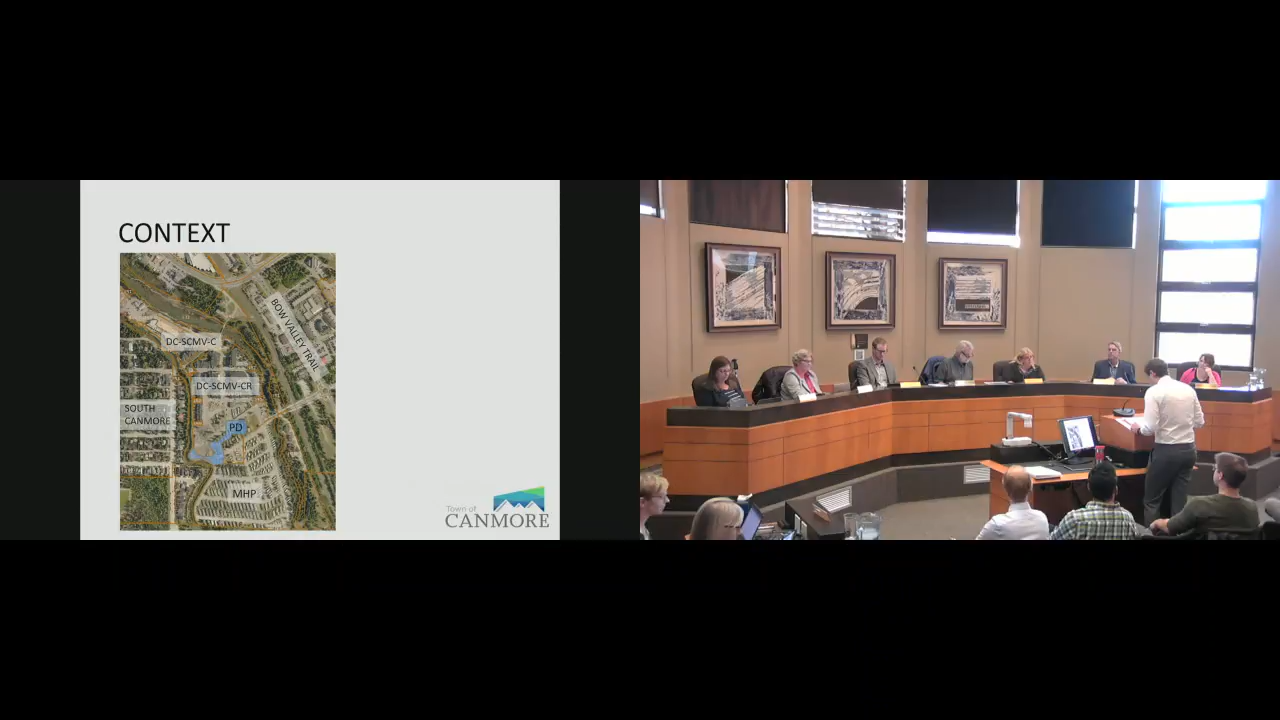 CONTEXT
BOW VALLEY TRAIL
DC-SCMV-C
DC-SCMV-CR
SOUTH
CANMORE
PD
MHP
Town of
CANMORE